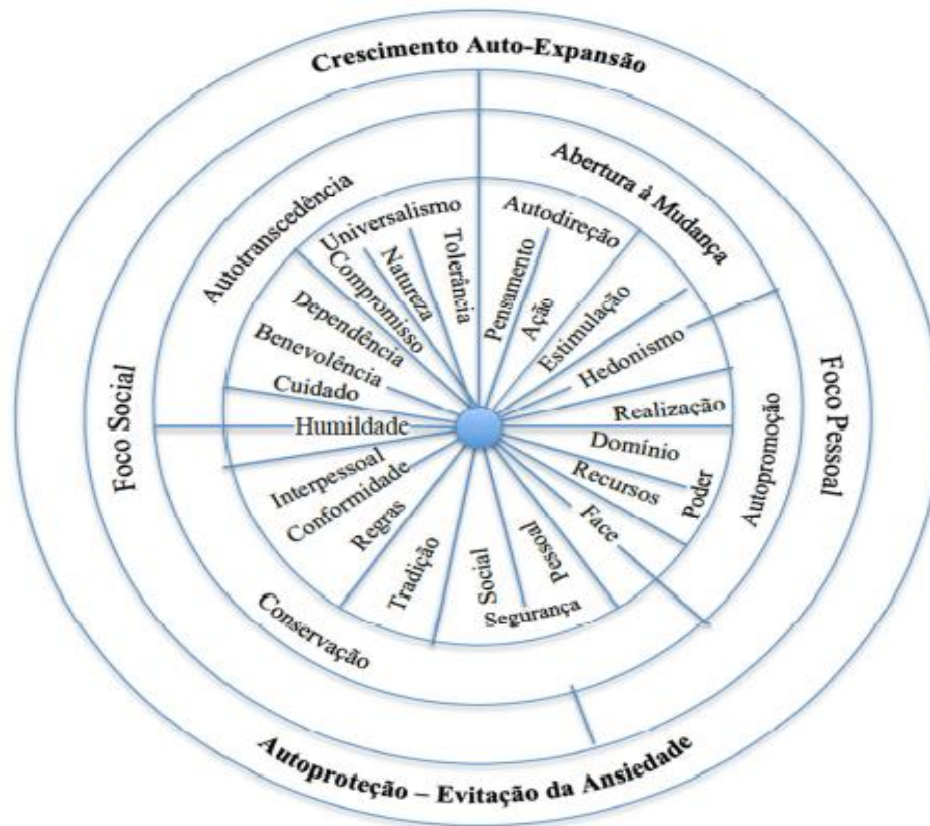 Crescimento Auto-Expansão
Abertura à Mudança
Autotranscedência
Universalismo
Autodireção
Tolerância
Natureza
Compromisso
Pensamento
Ação
Dependência
Estimulação
Benevolência
Hedonismo
Cuidado
Foco Social
Foco Pessoal
Humildade
Realização
Domínio
Autopromoção
Interpessoal
Recursos
Poder
Conformidade
Face
Regras
Tradição
Social
Pessoal
Segurança
Conservação
Autoproteção – Evitação da Ansiedade